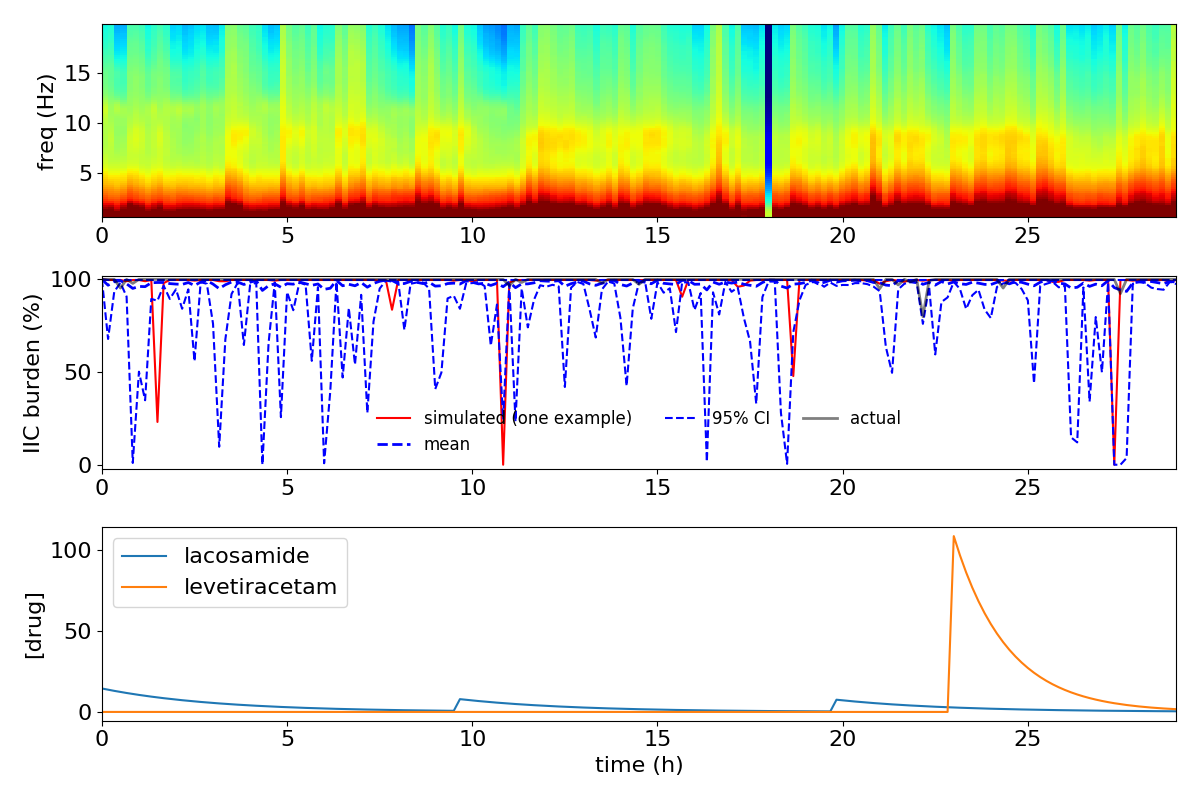 freq (Hz)
15
10
5
0 5 10 15 20 25
IIC burden (%)
100
50
0
simulated (one example) 95% CI actual
mean
0 5 10 15 20 25
[drug]
100
50
0
lacosamide
levetiracetam
0 5 10 15 20 25
time (h)